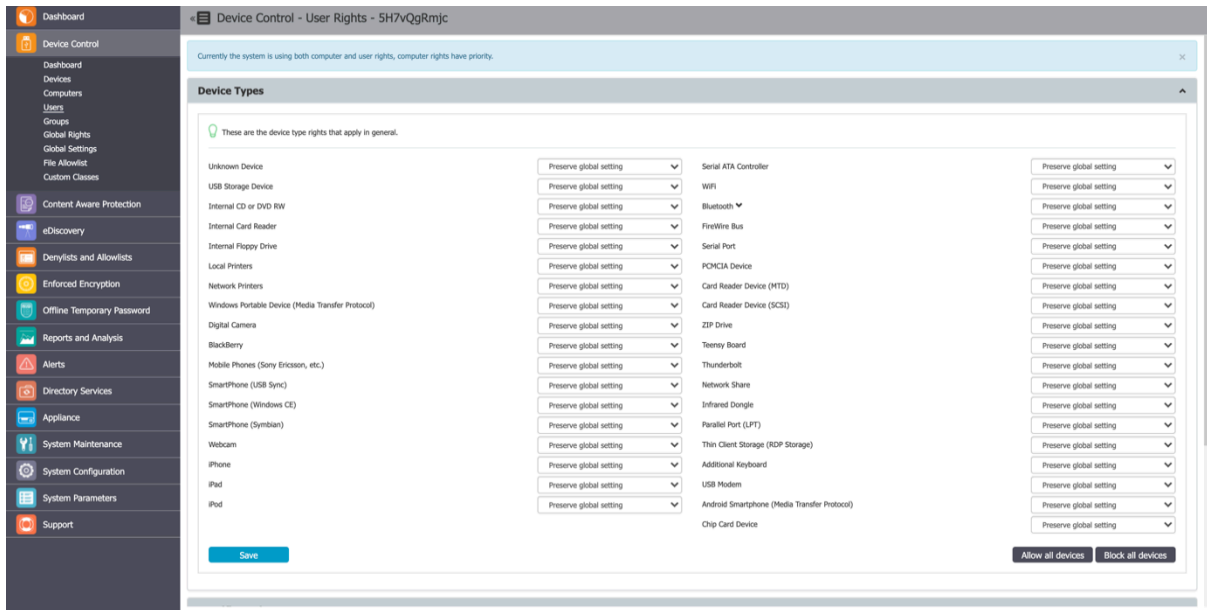 Dashboard
Device Control
Dashboard
Devices
Computers
Users
Groups
Global Rights
Global Settings
File Allowlist
Custom Classes
Content Aware Protection
eDiscovery
Denylists and Allowlists
Enforced Encryption
Offline Temporary Password
Reports and Analysis
Alerts
Directory Services
Appliance
System Maintenance
System Configuration
System Parameters
Support
Device Control - User Rights - 5H7vQgRmjc
Currently the system is using both computer and user rights, computer rights have priority.
Device Types
These are the device type rights that apply in general.
Unknown Device Preserve global setting
USB Storage Device Preserve global setting
Internal CD or DVD RW Preserve global setting
Internal Card Reader Preserve global setting
Internal Floppy Drive Preserve global setting
Local Printers Preserve global setting
Network Printers Preserve global setting
Windows Portable Device (Media Transfer Protocol) Preserve global setting
Digital Camera Preserve global setting
BlackBerry Preserve global setting
Mobile Phones (Sony Ericsson, etc.) Preserve global setting
SmartPhone (USB Sync) Preserve global setting
SmartPhone (Windows CE) Preserve global setting
SmartPhone (Symbian) Preserve global setting
Webcam Preserve global setting
iPhone Preserve global setting
iPad Preserve global setting
iPod Preserve global setting
Serial ATA Controller Preserve global setting
WiFi Preserve global setting
Bluetooth Preserve global setting
FireWire Bus Preserve global setting
Serial Port Preserve global setting
PCMCIA Device Preserve global setting
Card Reader Device (MTD) Preserve global setting
Card Reader Device (SCSI) Preserve global setting
ZIP Drive Preserve global setting
Teensy Board Preserve global setting
Thunderbolt Preserve global setting
Network Share Preserve global setting
Infrared Dongle Preserve global setting
Parallel Port (LPT) Preserve global setting
Thin Client Storage (RDP Storage) Preserve global setting
Additional Keyboard Preserve global setting
USB Modem Preserve global setting
Android Smartphone (Media Transfer Protocol) Preserve global setting
Chip Card Device Preserve global setting
Save
Allow all devices
Block all devices